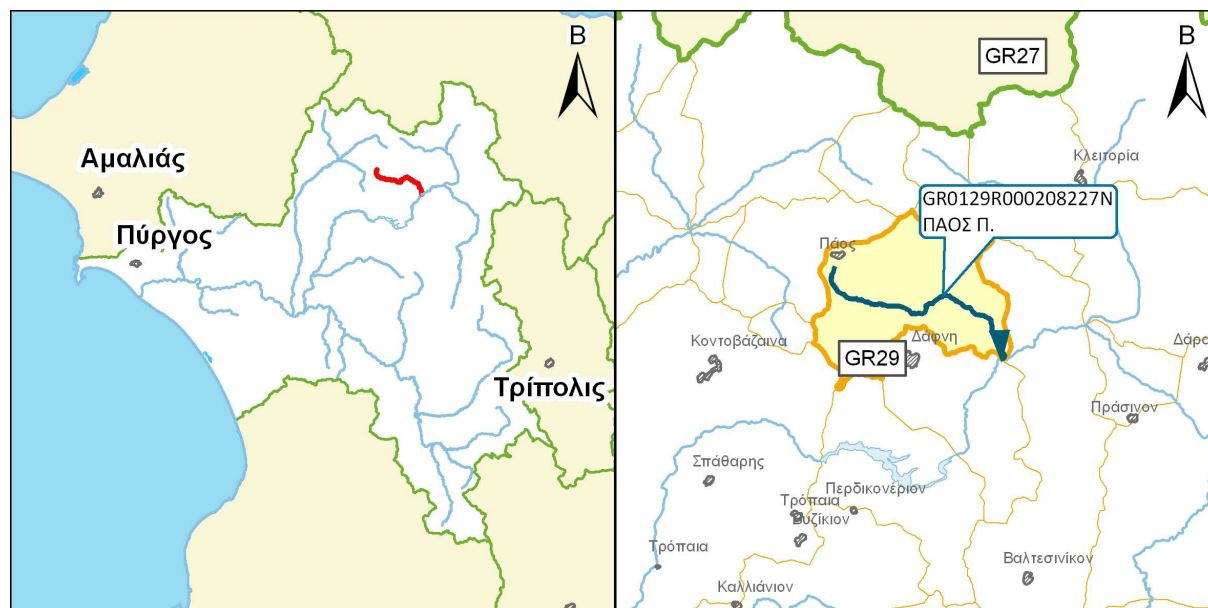 Β
Αμαλιάς
Πύργος
Τρίπολις
GR27
Β
Κλειτορία
GR0129R000208227N
ΠΑΟΣ Π.
Πάος
Κοντοβάζαινα
GR29
Δάφνη
Δάρα
Πράσινον
Σπάθαρης
Περδικονέριον
Τρόπαια
Βυζίκιον
Τρόπαια
Βαλτεσινίκον
Καλλιάνιον